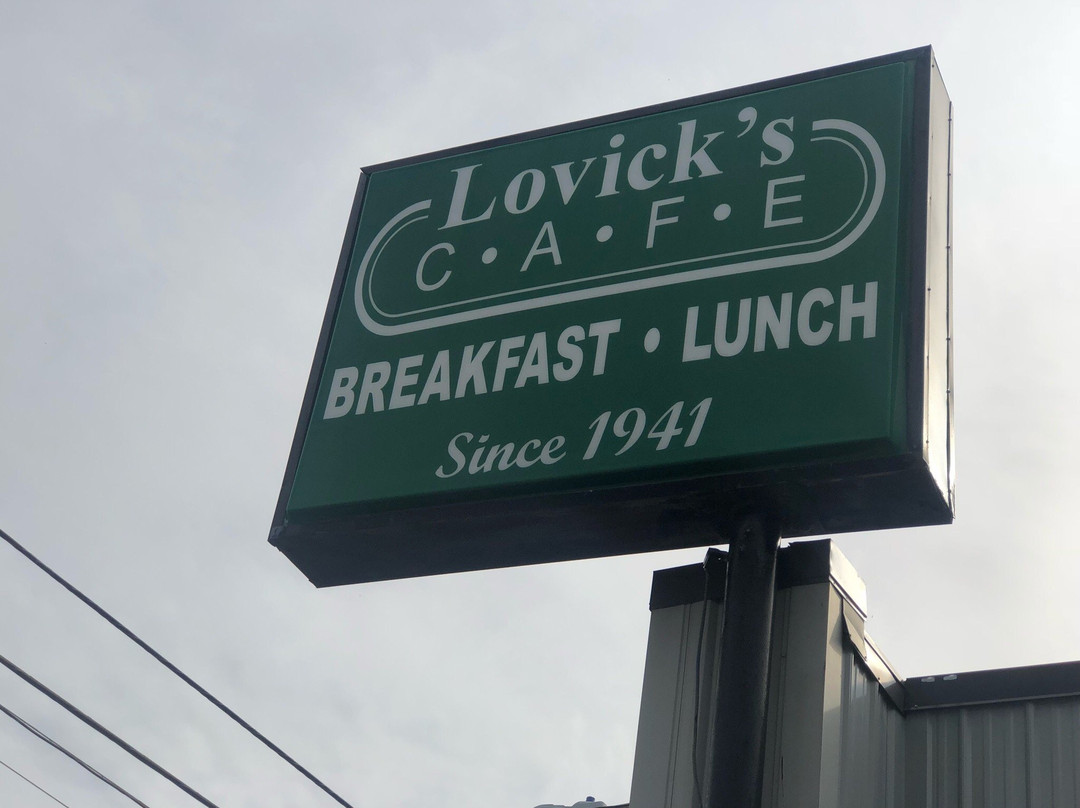 Lovick's
C•A•F•E
BREAKFAST • LUNCH
Since 1941